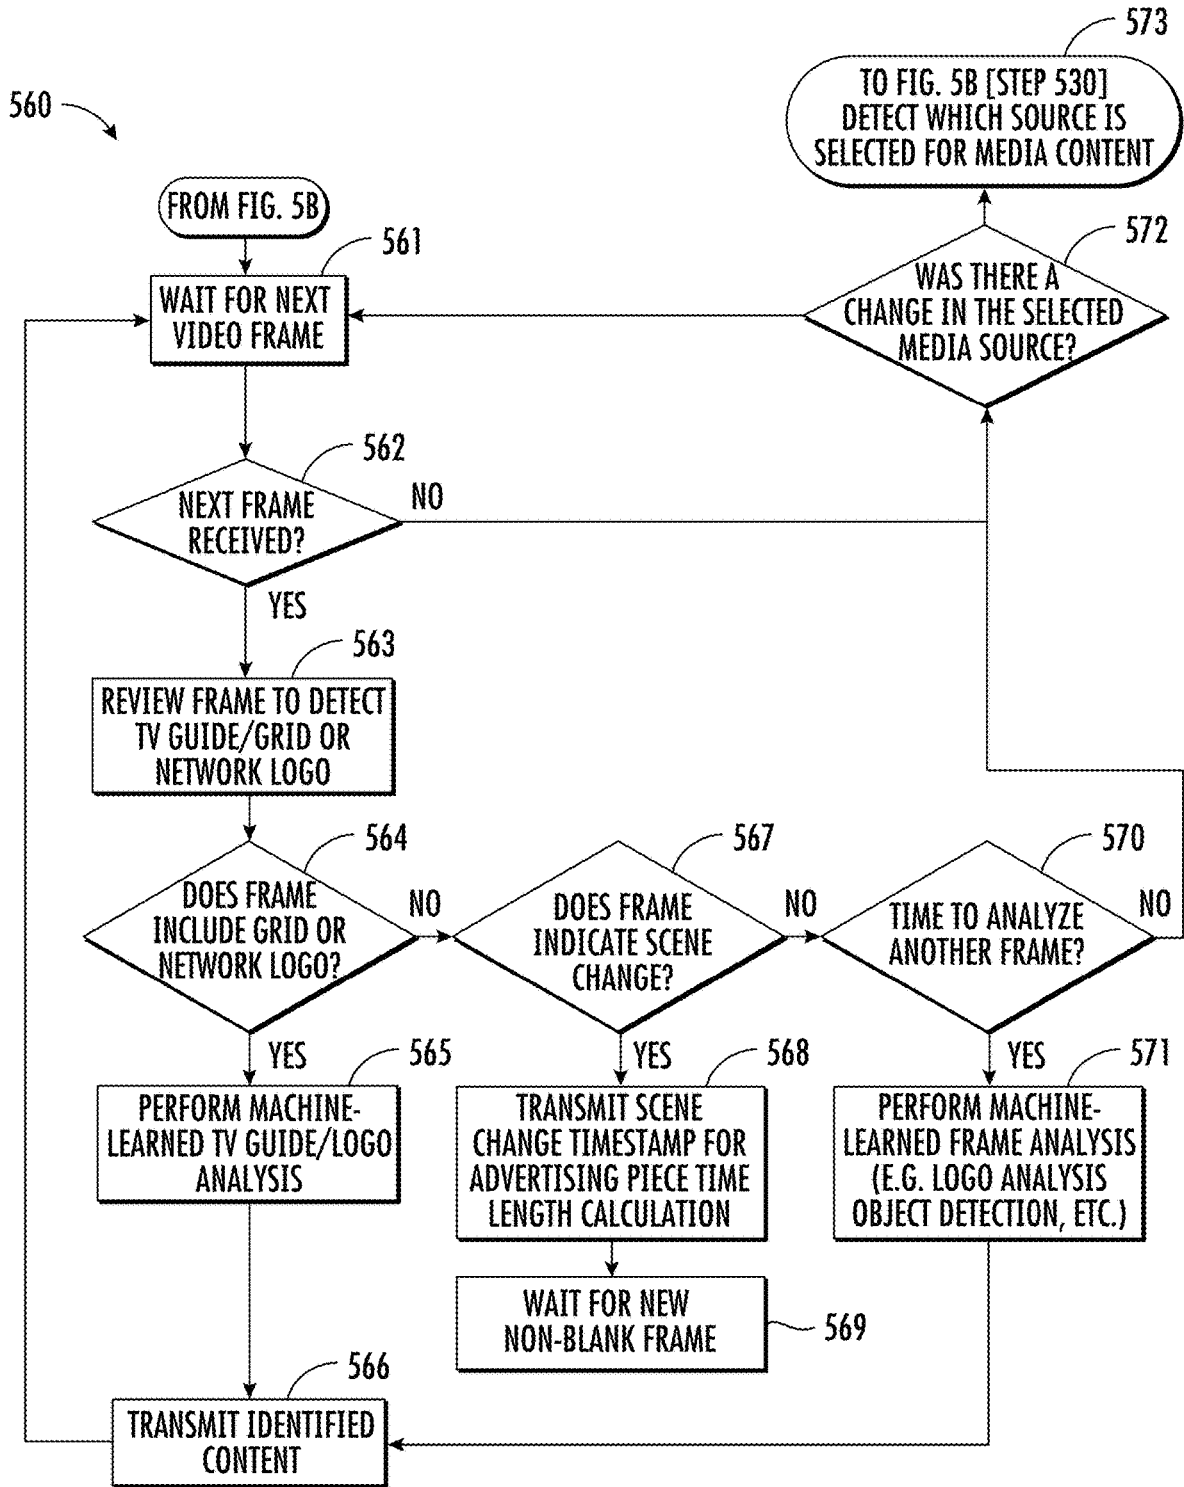 573
TO FIG. 5B [STEP 530]
DETECT WHICH SOURCE IS
SELECTED FOR MEDIA CONTENT
560
FROM FIG. 5B
561
WAIT FOR NEXT
VIDEO FRAME
572
WAS THERE A
CHANGE IN THE SELECTED
MEDIA SOURCE?
562
NEXT FRAME
RECEIVED?
NO
YES
563
REVIEW FRAME TO DETECT
TV GUIDE/GRID OR
NETWORK LOGO
564
DOES FRAME
INCLUDE GRID OR
NETWORK LOGO?
NO
YES
567
DOES FRAME
INDICATE SCENE
CHANGE?
NO
YES
570
TIME TO ANALYZE
ANOTHER FRAME?
NO
YES
565
PERFORM MACHINE-
LEARNED TV GUIDE/LOGO
ANALYSIS
568
TRANSMIT SCENE
CHANGE TIMESTAMP FOR
ADVERTISING PIECE TIME
LENGTH CALCULATION
571
PERFORM MACHINE-
LEARNED FRAME ANALYSIS
(E.G. LOGO ANALYSIS
OBJECT DETECTION, ETC.)
WAIT FOR NEW
NON-BLANK FRAME
569
566
TRANSMIT IDENTIFIED
CONTENT